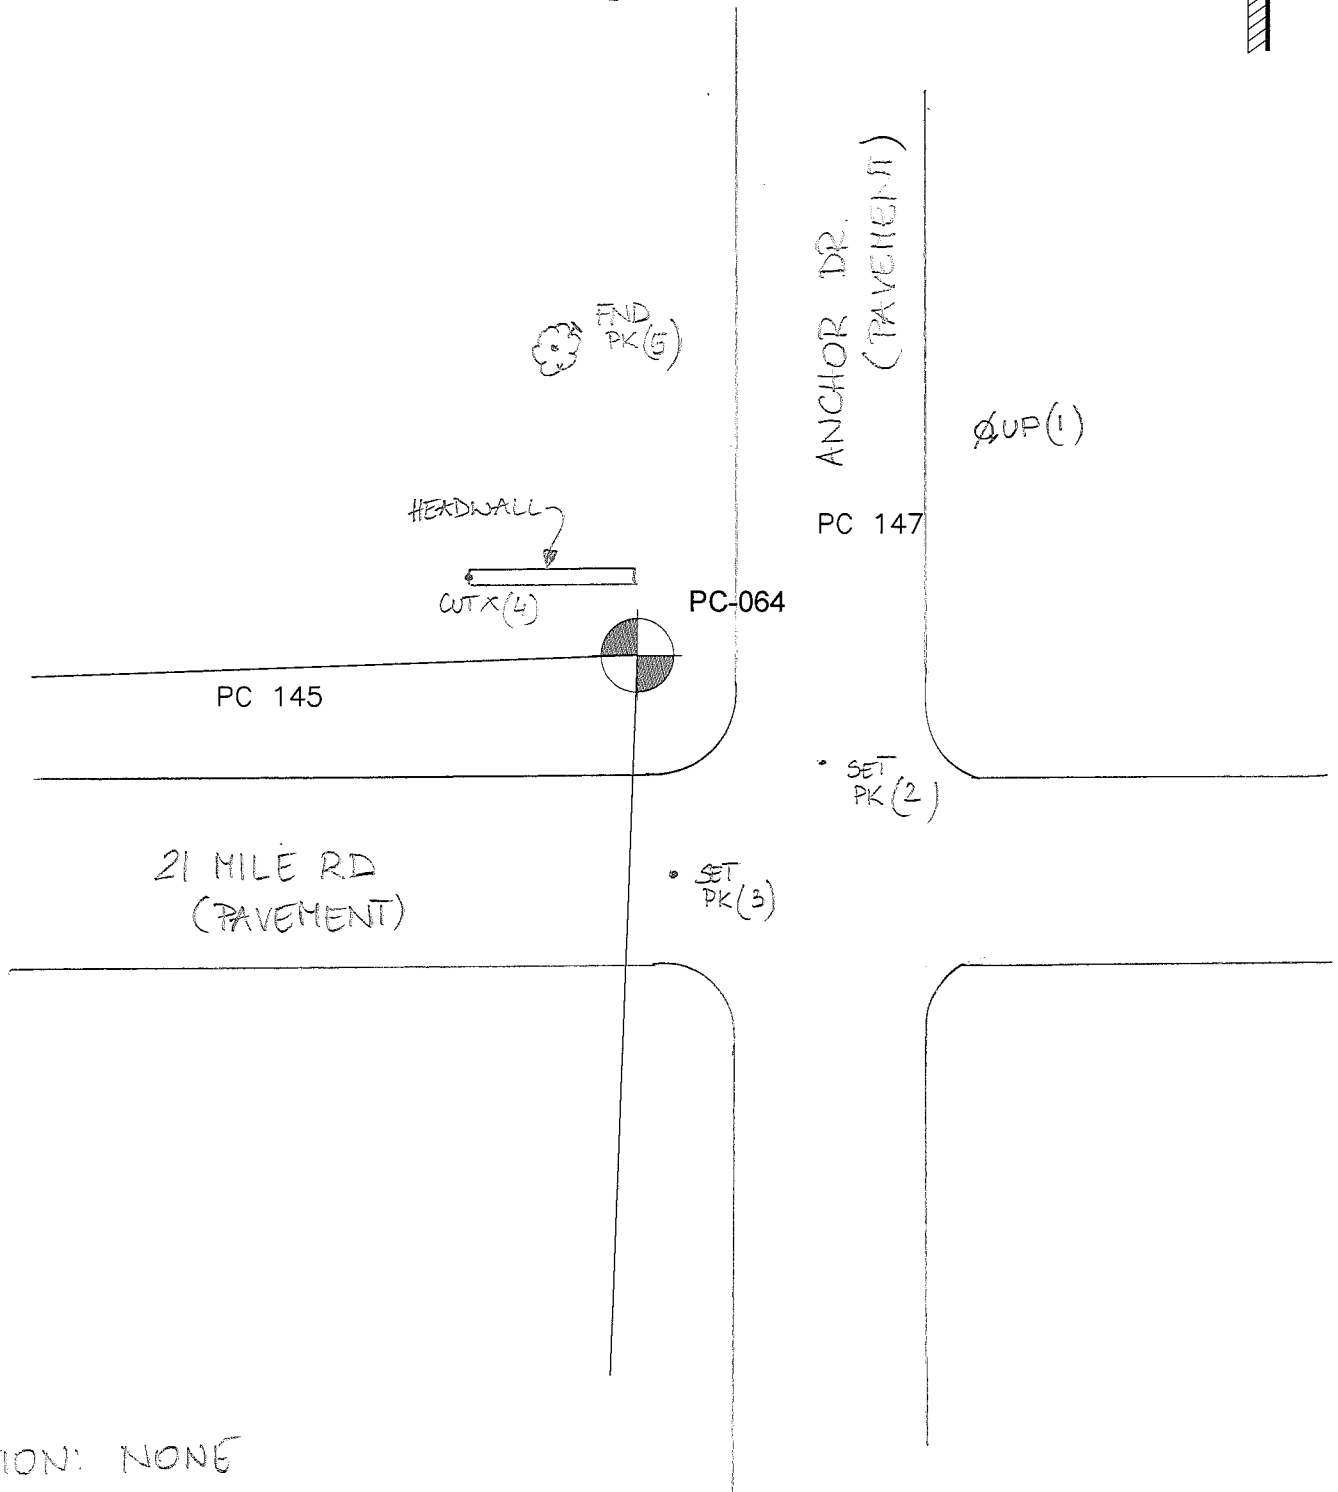 ANCHOR DR.
(PAVEMENT)
FND
PK(5)
ØUP(1)
HEADWALL
PC 147
CUT X(4)
PC-064
PC 145
SET
PK(2)
21 MILE RD
(PAVEMENT)
SET
PK(3)
ION: NONE